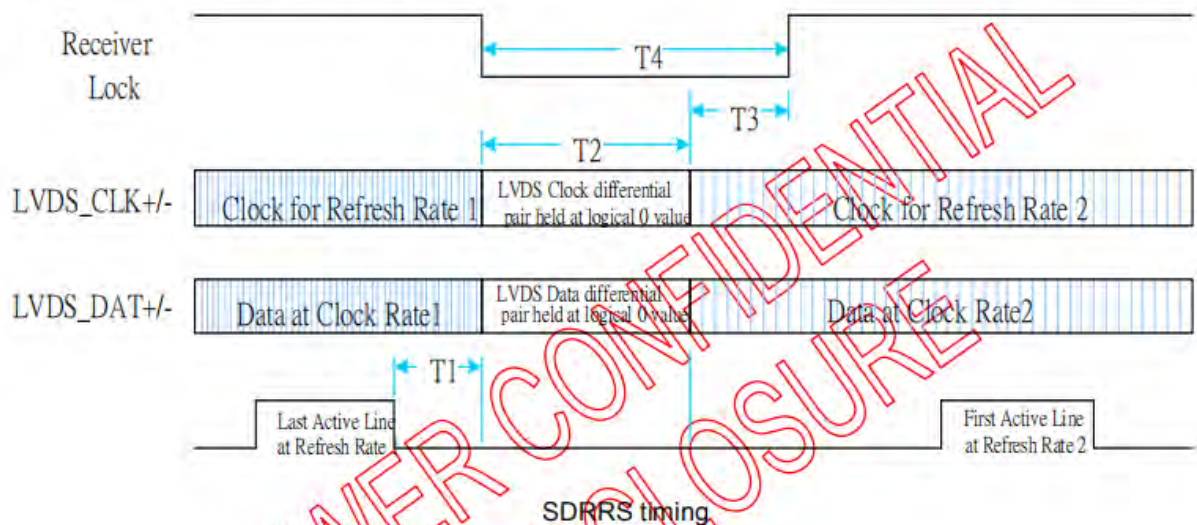 Receiver
Lock
T4
T3
T2
LVDS_CLK+/-
Clock for Refresh Rate 1
LVDS Clock differential
pair held at logical 0 value
Clock for Refresh Rate 2
LVDS_DAT+/-
Data at Clock Rate1
LVDS Data differential
pair held at logical 0 value
Data at Clock Rate2
T1
Last Active Line
at Refresh Rate
First Active Line
at Refresh Rate 2
SDRRS timing
CONFIDENTIAL